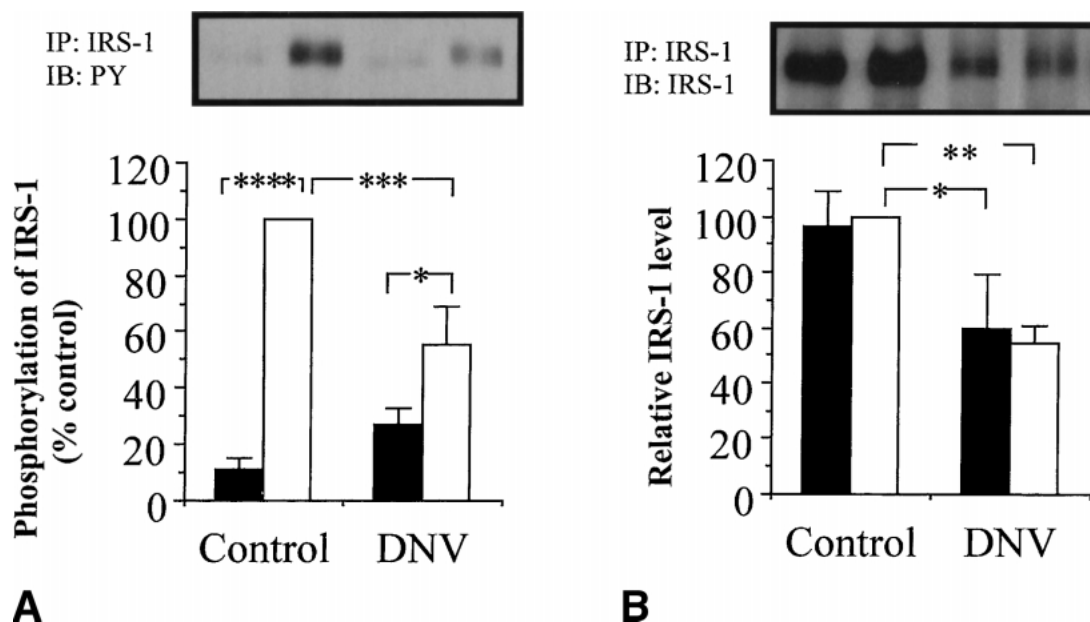 IP: IRS-1
IB: PY
Phosphorylation of IRS-1
(% control)
120
100
80
60
40
20
0
****
***
*
Control
DNV
A
IP: IRS-1
IB: IRS-1
Relative IRS-1 level
120
100
80
60
40
20
0
**
*
Control
DNV
B